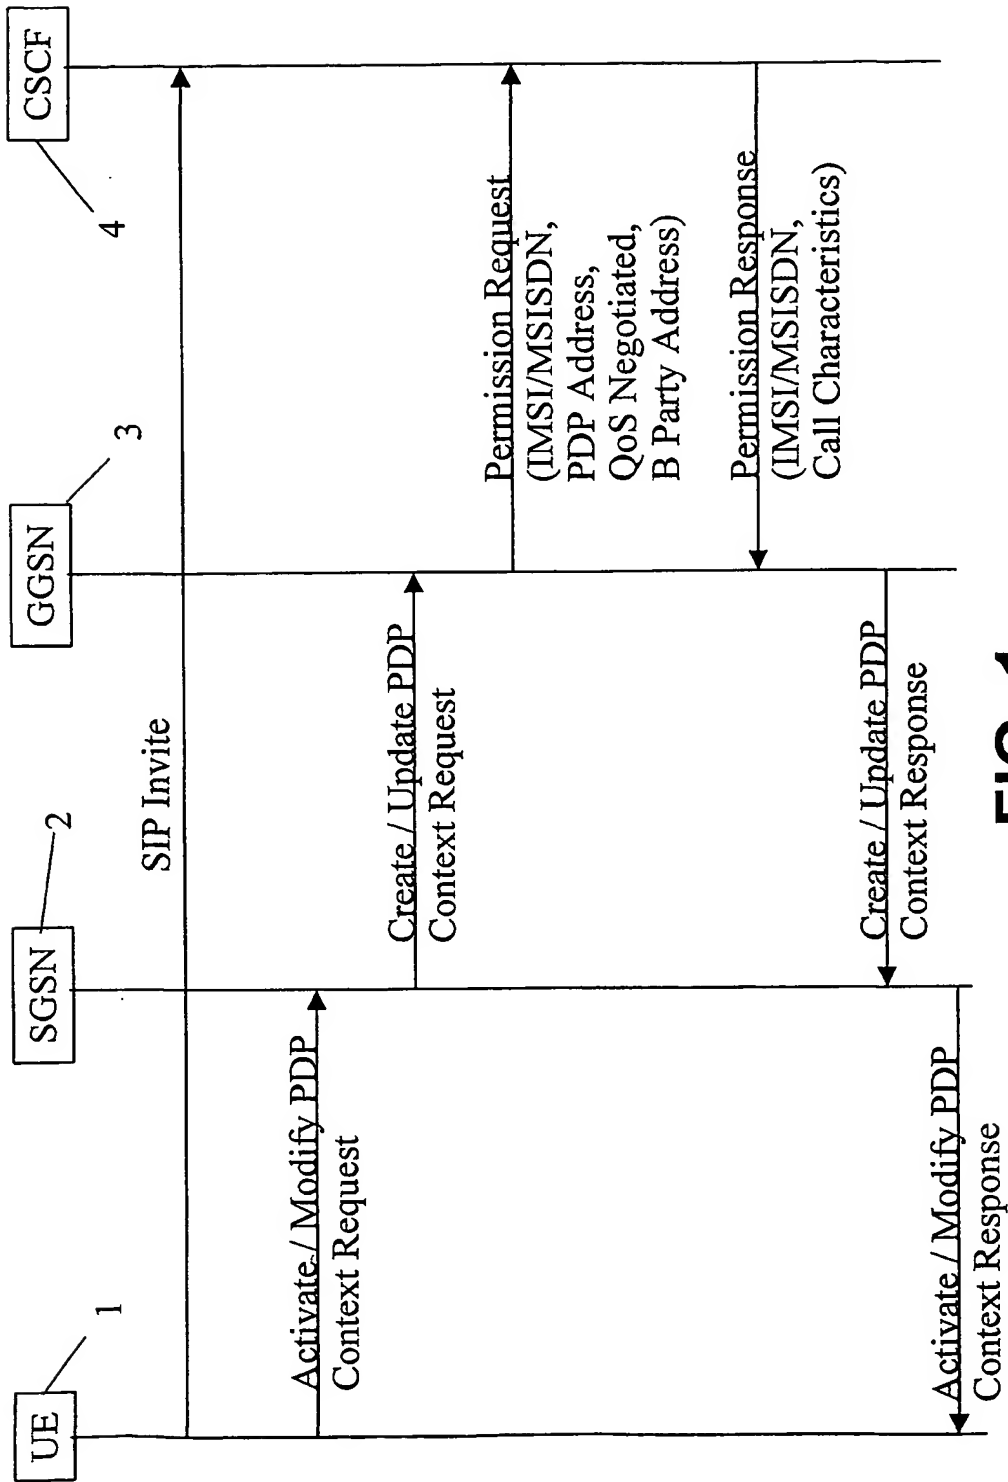 UE
1
SGSN
2
GGSN
3
CSCF
4
SIP Invite
Activate / Modify PDP
Context Request
Create / Update PDP
Context Request
Permission Request
(IMSI/MSISDN,
PDP Address,
QoS Negotiated,
B Party Address)
Permission Response
(IMSI/MSISDN,
Call Characteristics)
Create / Update PDP
Context Response
Activate / Modify PDP
Context Response
FIG 1